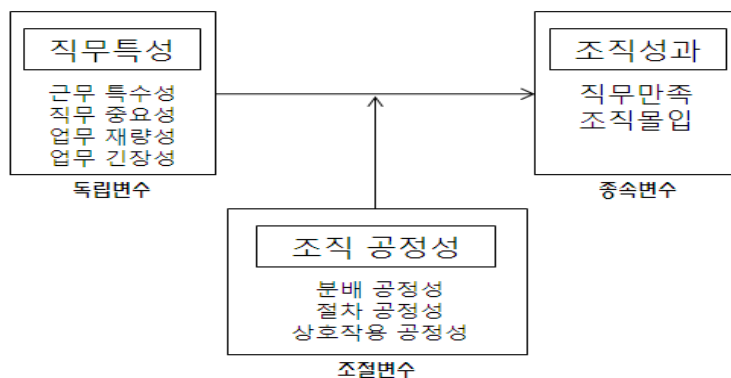 직무특성
근무 특수성
직무 중요성
업무 재량성
업무 긴장성
독립변수
조직성과
직무만족
조직몰입
종속변수
조직 공정성
분배 공정성
절차 공정성
상호작용 공정성
조절변수